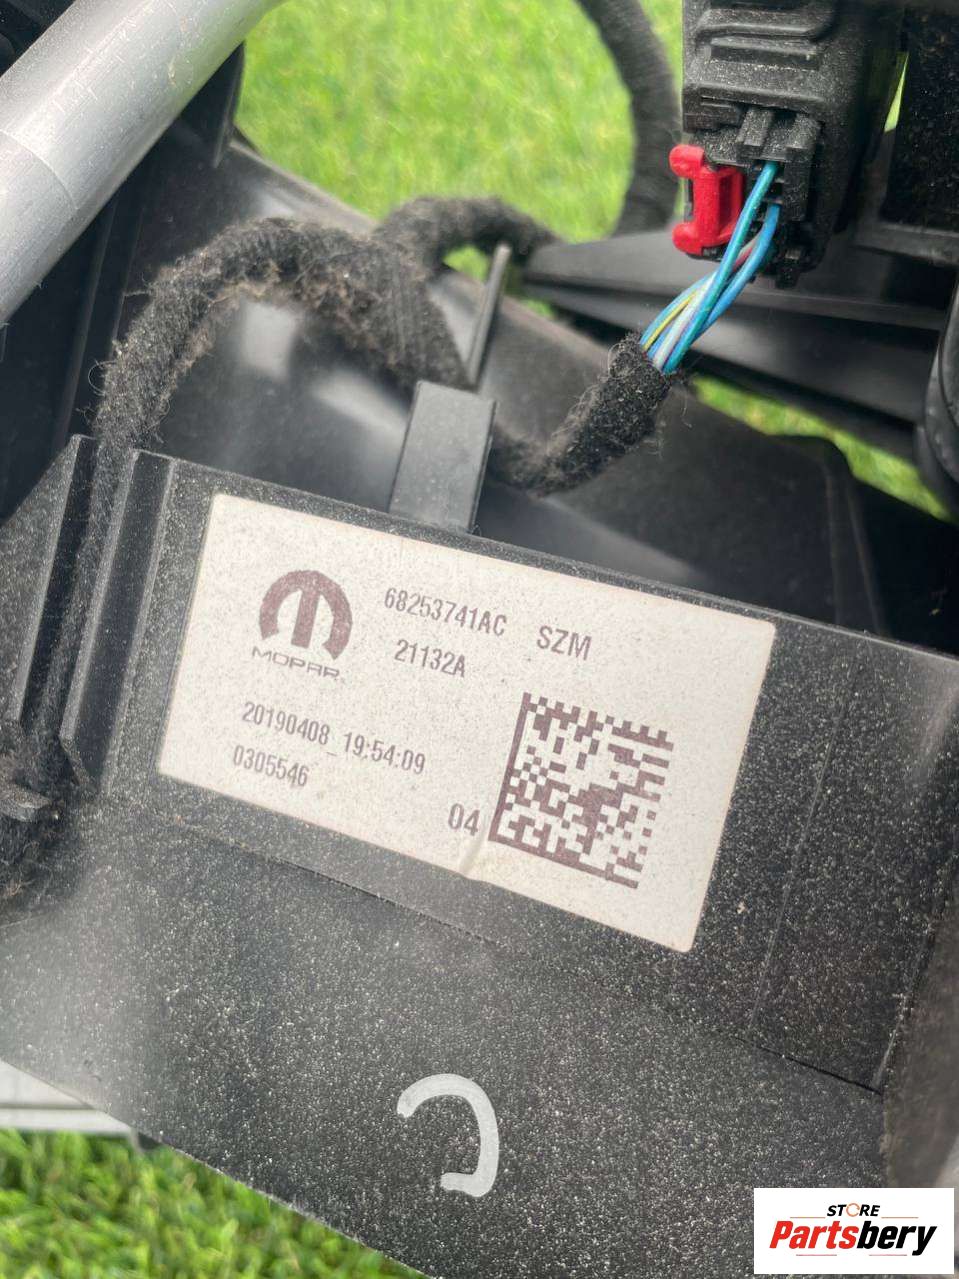 MOPAR
68253741AC SZM
21132A
20190408_19:54:09
0305546
04
STORE
Partsbery